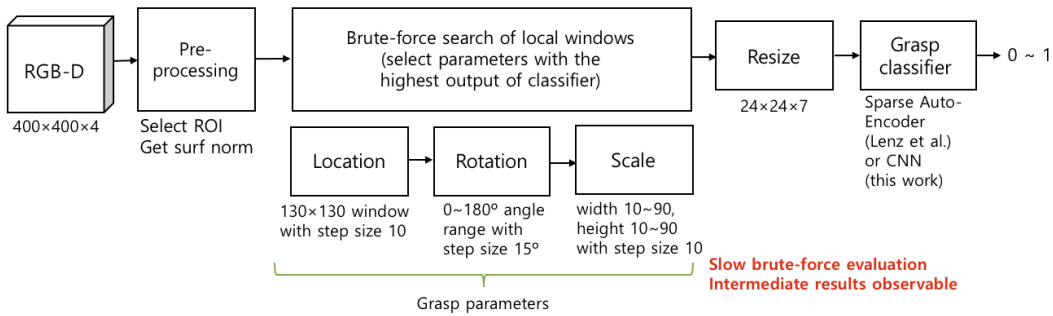 RGB-D
400×400×4
Pre-
processing
Select ROI
Get surf norm
Brute-force search of local windows
(select parameters with the
highest output of classifier)
Location
130×130 window
with step size 10
Rotation
0~180º angle
range with
step size 15º
Scale
width 10~90,
height 10~90
with step size 10
Grasp parameters
Resize
24×24×7
Grasp
classifier
0 ~ 1
Sparse Auto-
Encoder
(Lenz et al.)
or CNN
(this work)
Slow brute-force evaluation
Intermediate results observable